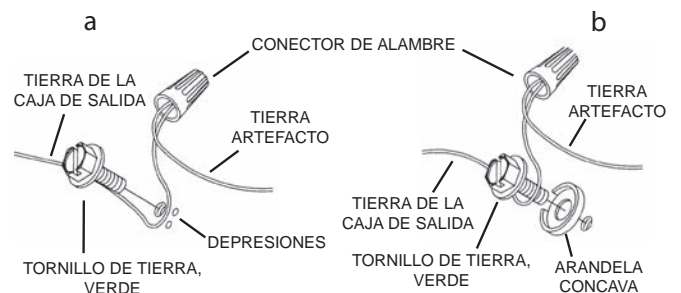 a
b
CONECTOR DE ALAMBRE
TIERRA DE LA
CAJA DE SALIDA
TIERRA
ARTEFACTO
DEPRESIONES
TORNILLO DE TIERRA,
VERDE
TIERRA
ARTEFACTO
TIERRA DE LA
CAJA DE SALIDA
TORNILLO DE TIERRA,
VERDE
ARANDELA
CONCAVA